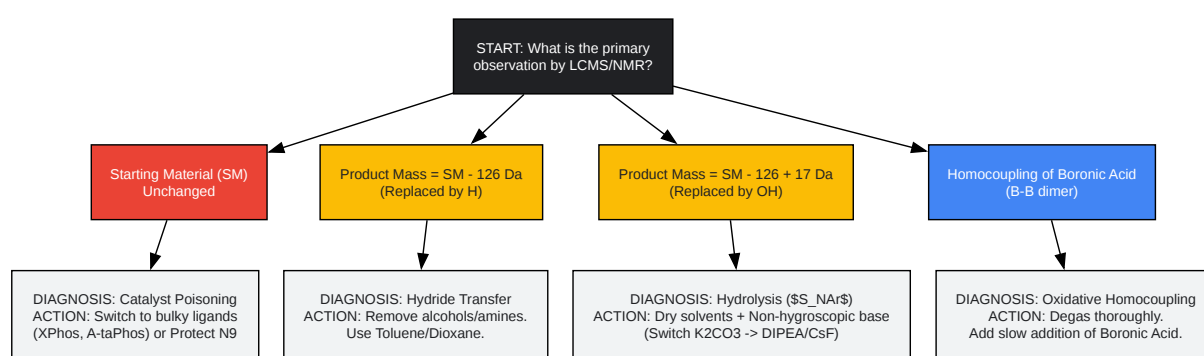 START: What is the primary
observation by LCMS/NMR?
Starting Material (SM)
Unchanged
Product Mass = SM - 126 Da
(Replaced by H)
Product Mass = SM - 126 + 17 Da
(Replaced by OH)
Homocoupling of Boronic Acid
(B-B dimer)
DIAGNOSIS: Catalyst Poisoning
ACTION: Switch to bulky ligands
(XPhos, A-taPhos) or Protect N9
DIAGNOSIS: Hydride Transfer
ACTION: Remove alcohols/amines.
Use Toluene/Dioxane.
DIAGNOSIS: Hydrolysis ($S_NAr$)
ACTION: Dry solvents + Non-hygroscopic base
(Switch K2CO3 -> DIPEA/CsF)
DIAGNOSIS: Oxidative Homocoupling
ACTION: Degas thoroughly.
Add slow addition of Boronic Acid.